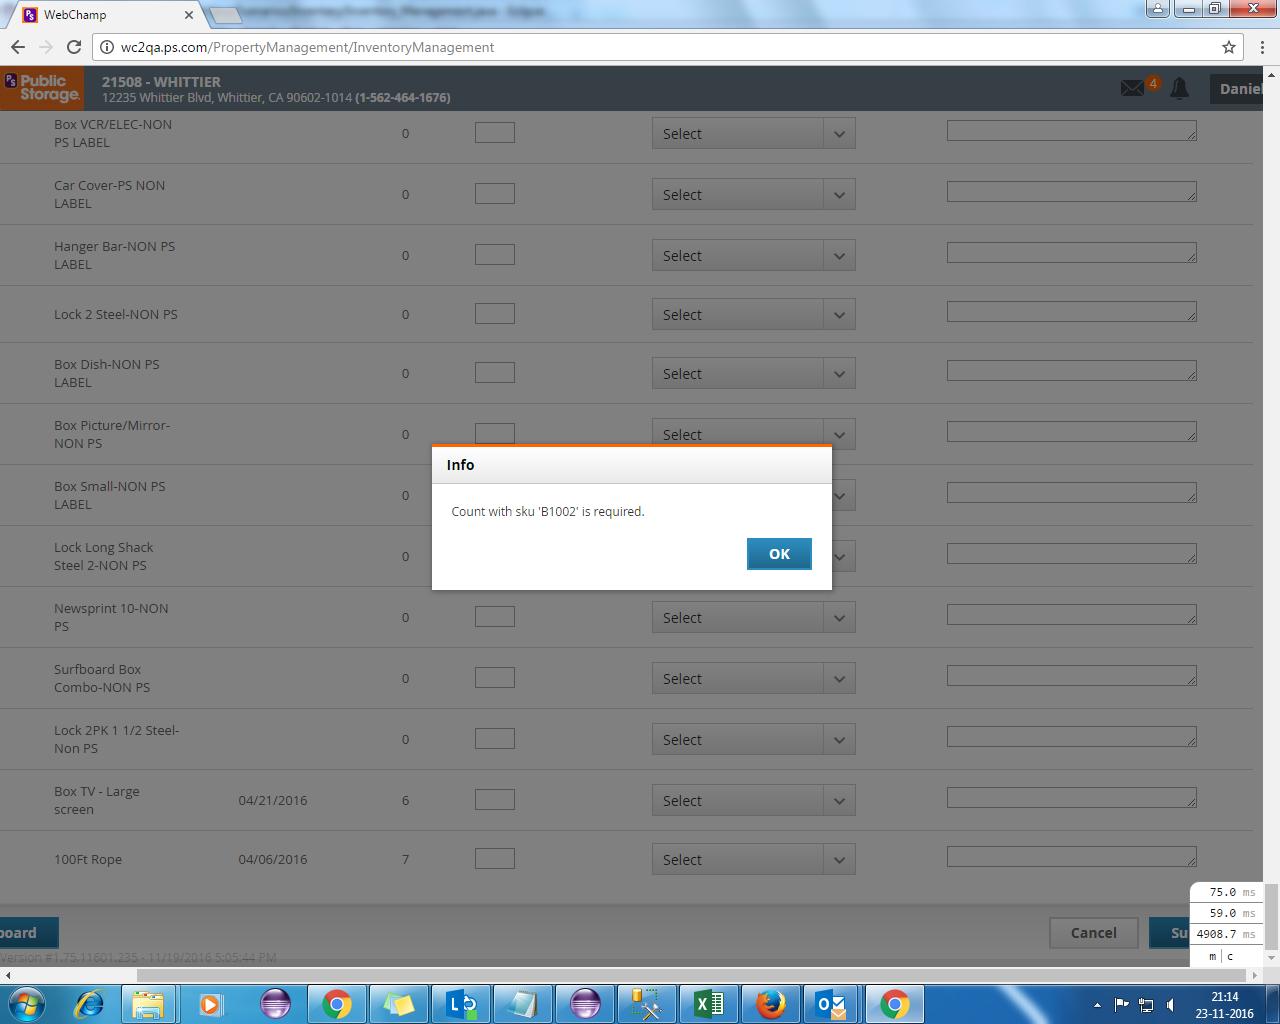 WebChamp
wc2qa.ps.com/PropertyManagement/InventoryManagement
PS
Public
Storage.
21508 - WHITTIER
12235 Whittier Blvd, Whittier, CA 90602-1014 (1-562-464-1676)
4
Daniel
Box VCR/ELEC-NON
PS LABEL
0
Select
Car Cover-PS NON
LABEL
0
Select
Hanger Bar-NON PS
LABEL
0
Select
Lock 2 Steel-NON PS
0
Select
Box Dish-NON PS
LABEL
0
Select
Box Picture/Mirror-
NON PS
0
Select
Info
Count with sku 'B1002' is required.
OK
Box Small-NON PS
LABEL
0
Lock Long Shack
Steel 2-NON PS
0
Newsprint 10-NON
PS
0
Select
Surfboard Box
Combo-NON PS
0
Select
Lock 2PK 1 1/2 Steel-
Non PS
0
Select
Box TV - Large
screen
04/21/2016
6
Select
100Ft Rope
04/06/2016
7
Select
75.0 ms
59.0 ms
4908.7 ms
m | c
board
Cancel
Su
Version #1.75.11601.235 - 11/19/2016 5:05:44 PM
21:14
23-11-2016